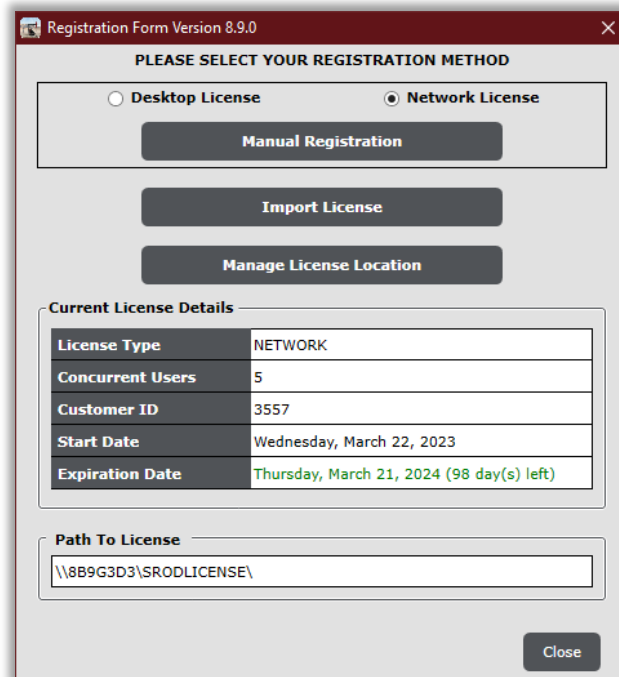 Registration Form Version 8.9.0
PLEASE SELECT YOUR REGISTRATION METHOD
Desktop License Network License
Manual Registration
Import License
Manage License Location
Current License Details
License Type NETWORK
Concurrent Users 5
Customer ID 3557
Start Date Wednesday, March 22, 2023
Expiration Date Thursday, March 21, 2024 (98 day(s) left)
Path To License
\\8B9G3D3\SRODLICENSE\
Close